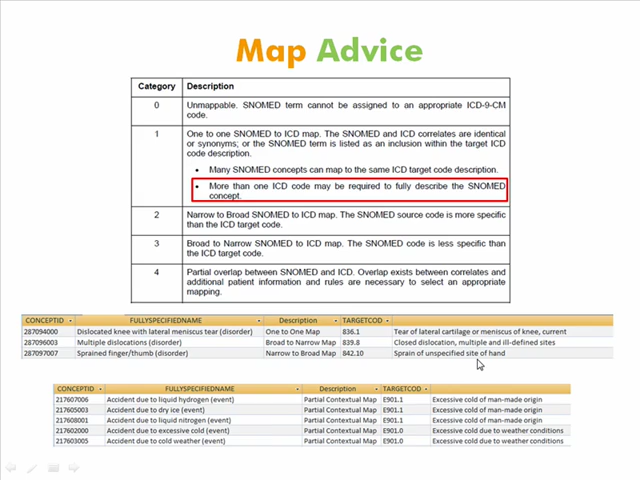 Map Advice
Category Description
0 Unmappable. SNOMED term cannot be assigned to an appropriate ICD-9-CM
code.
1 One to one SNOMED to ICD map. The SNOMED and ICD correlates are identical
or synonyms; or the SNOMED term is listed as an inclusion within the target ICD
code description.
• Many SNOMED concepts can map to the same ICD target code description.
• More than one ICD code may be required to fully describe the SNOMED
concept.
2 Narrow to Broad SNOMED to ICD map. The SNOMED source code is more specific
than the ICD target code.
3 Broad to Narrow SNOMED to ICD map. The SNOMED code is less specific than
the ICD target code.
4 Partial overlap between SNOMED and ICD. Overlap exists between correlates and
additional patient information and rules are necessary to select an appropriate
mapping.
CONCEPTID FULLYSPECIFIEDNAME Description TARGETCOD
287094000 Dislocated knee with lateral meniscus tear (disorder) One to One Map 836.1 Tear of lateral cartilage or meniscus of knee, current
287096003 Multiple dislocations (disorder) Broad to Narrow Map 839.8 Closed dislocation, multiple and ill-defined sites
287097007 Sprained finger/thumb (disorder) Narrow to Broad Map 842.10 Sprain of unspecified site of hand
CONCEPTID FULLYSPECIFIEDNAME Description TARGETCOD
217607006 Accident due to liquid hydrogen (event) Partial Contextual Map E901.1 Excessive cold of man-made origin
217605003 Accident due to dry ice (event) Partial Contextual Map E901.1 Excessive cold of man-made origin
217608001 Accident due to liquid nitrogen (event) Partial Contextual Map E901.1 Excessive cold of man-made origin
217602000 Accident due to excessive cold (event) Partial Contextual Map E901.0 Excessive cold due to weather conditions
217603005 Accident due to cold weather (event) Partial Contextual Map E901.0 Excessive cold due to weather conditions